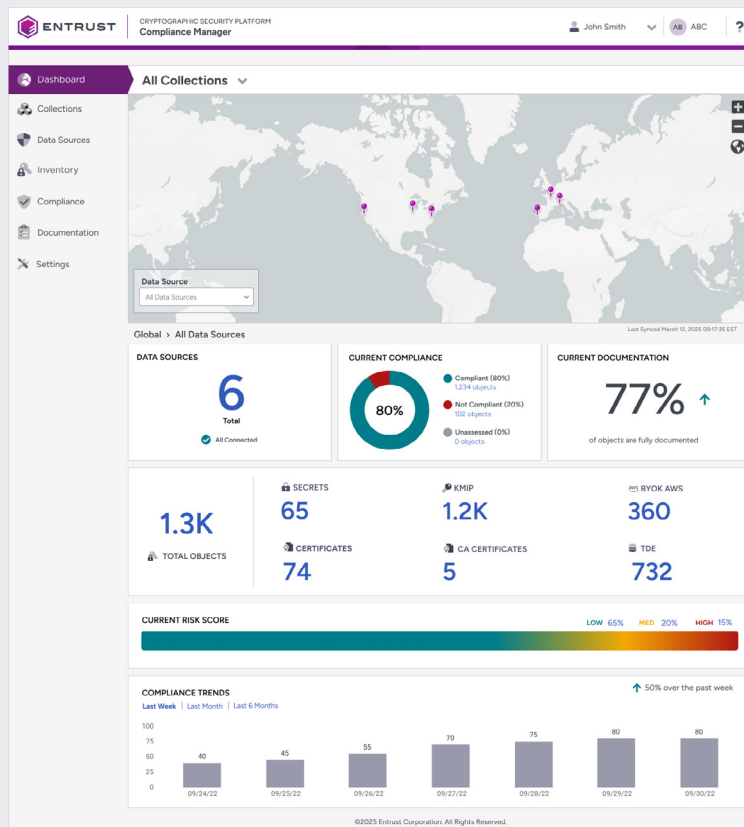 ENTRUST
CRYPTOGRAPHIC SECURITY PLATFORM
Compliance Manager
John Smith
AB ABC
?
Dashboard
Collections
Data Sources
Inventory
Compliance
Documentation
Settings
All Collections
Data Source
All Data Sources
Last Synced March 12, 2025 09:17:35 EST
Global > All Data Sources
DATA SOURCES
6
Total
All Connected
CURRENT COMPLIANCE
80%
Compliant (80%)
1,234 objects
Not Compliant (20%)
102 objects
Unassessed (0%)
0 objects
CURRENT DOCUMENTATION
77%
of objects are fully documented
1.3K
TOTAL OBJECTS
SECRETS
65
KMIP
1.2K
aws BYOK AWS
360
CERTIFICATES
74
CA CERTIFICATES
5
TDE
732
CURRENT RISK SCORE
LOW 65% MED 20% HIGH 15%
COMPLIANCE TRENDS
50% over the past week
Last Week | Last Month | Last 6 Months
100
75
50
25
0
40
45
55
70
75
80
80
09/24/22
09/25/22
09/26/22
09/27/22
09/28/22
09/29/22
09/30/22
©2025 Entrust Corporation. All Rights Reserved.